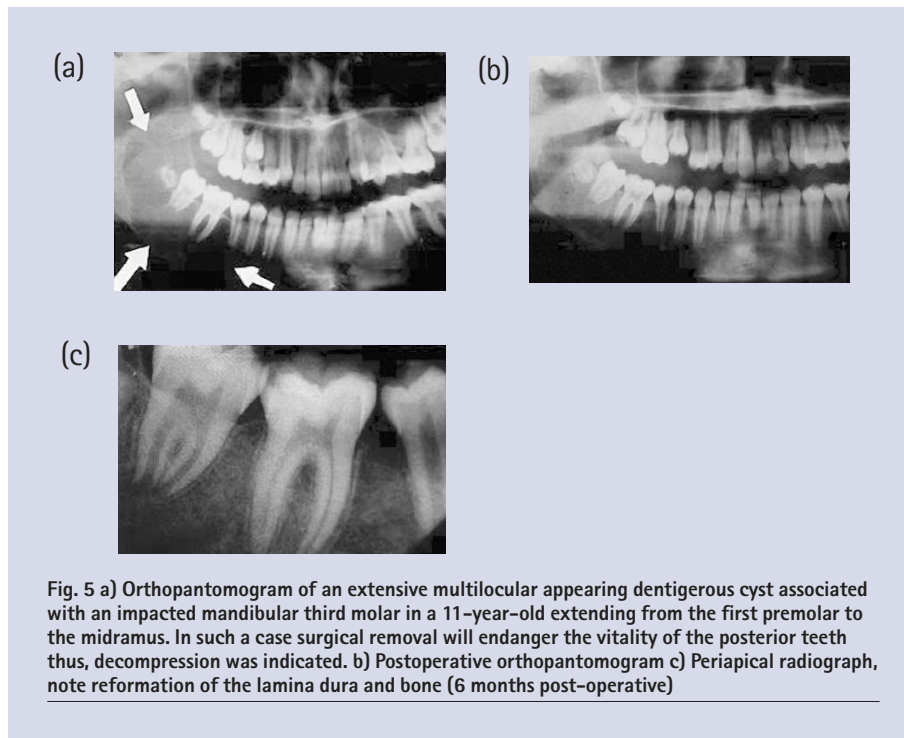 (a)
(b)
(c)
Fig. 5 a) Orthopantomogram of an extensive multilocular appearing dentigerous cyst associated
with an impacted mandibular third molar in a 11-year-old extending from the first premolar to
the midramus. In such a case surgical removal will endanger the vitality of the posterior teeth
thus, decompression was indicated. b) Postoperative orthopantomogram c) Periapical radiograph,
note reformation of the lamina dura and bone (6 months post-operative)